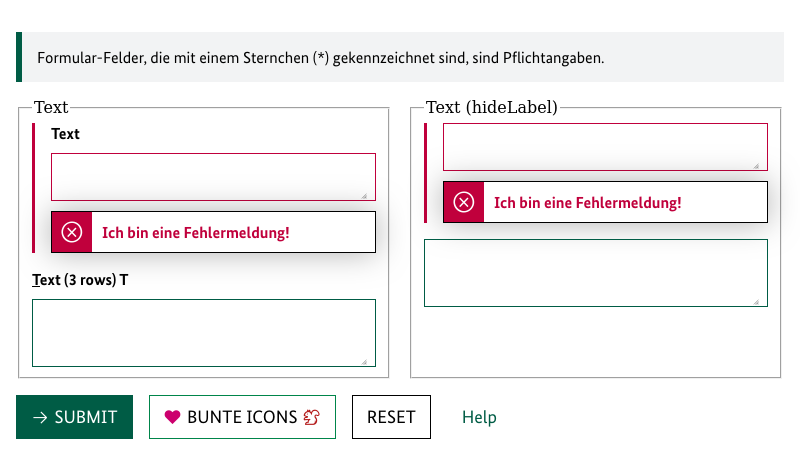 Formular-Felder, die mit einem Sternchen (*) gekennzeichnet sind, sind Pflichtangaben.
Text
Text
Ich bin eine Fehlermeldung!
Text (3 rows) T
Text (hideLabel)
Ich bin eine Fehlermeldung!
→ SUBMIT
BUNTE ICONS
RESET
Help